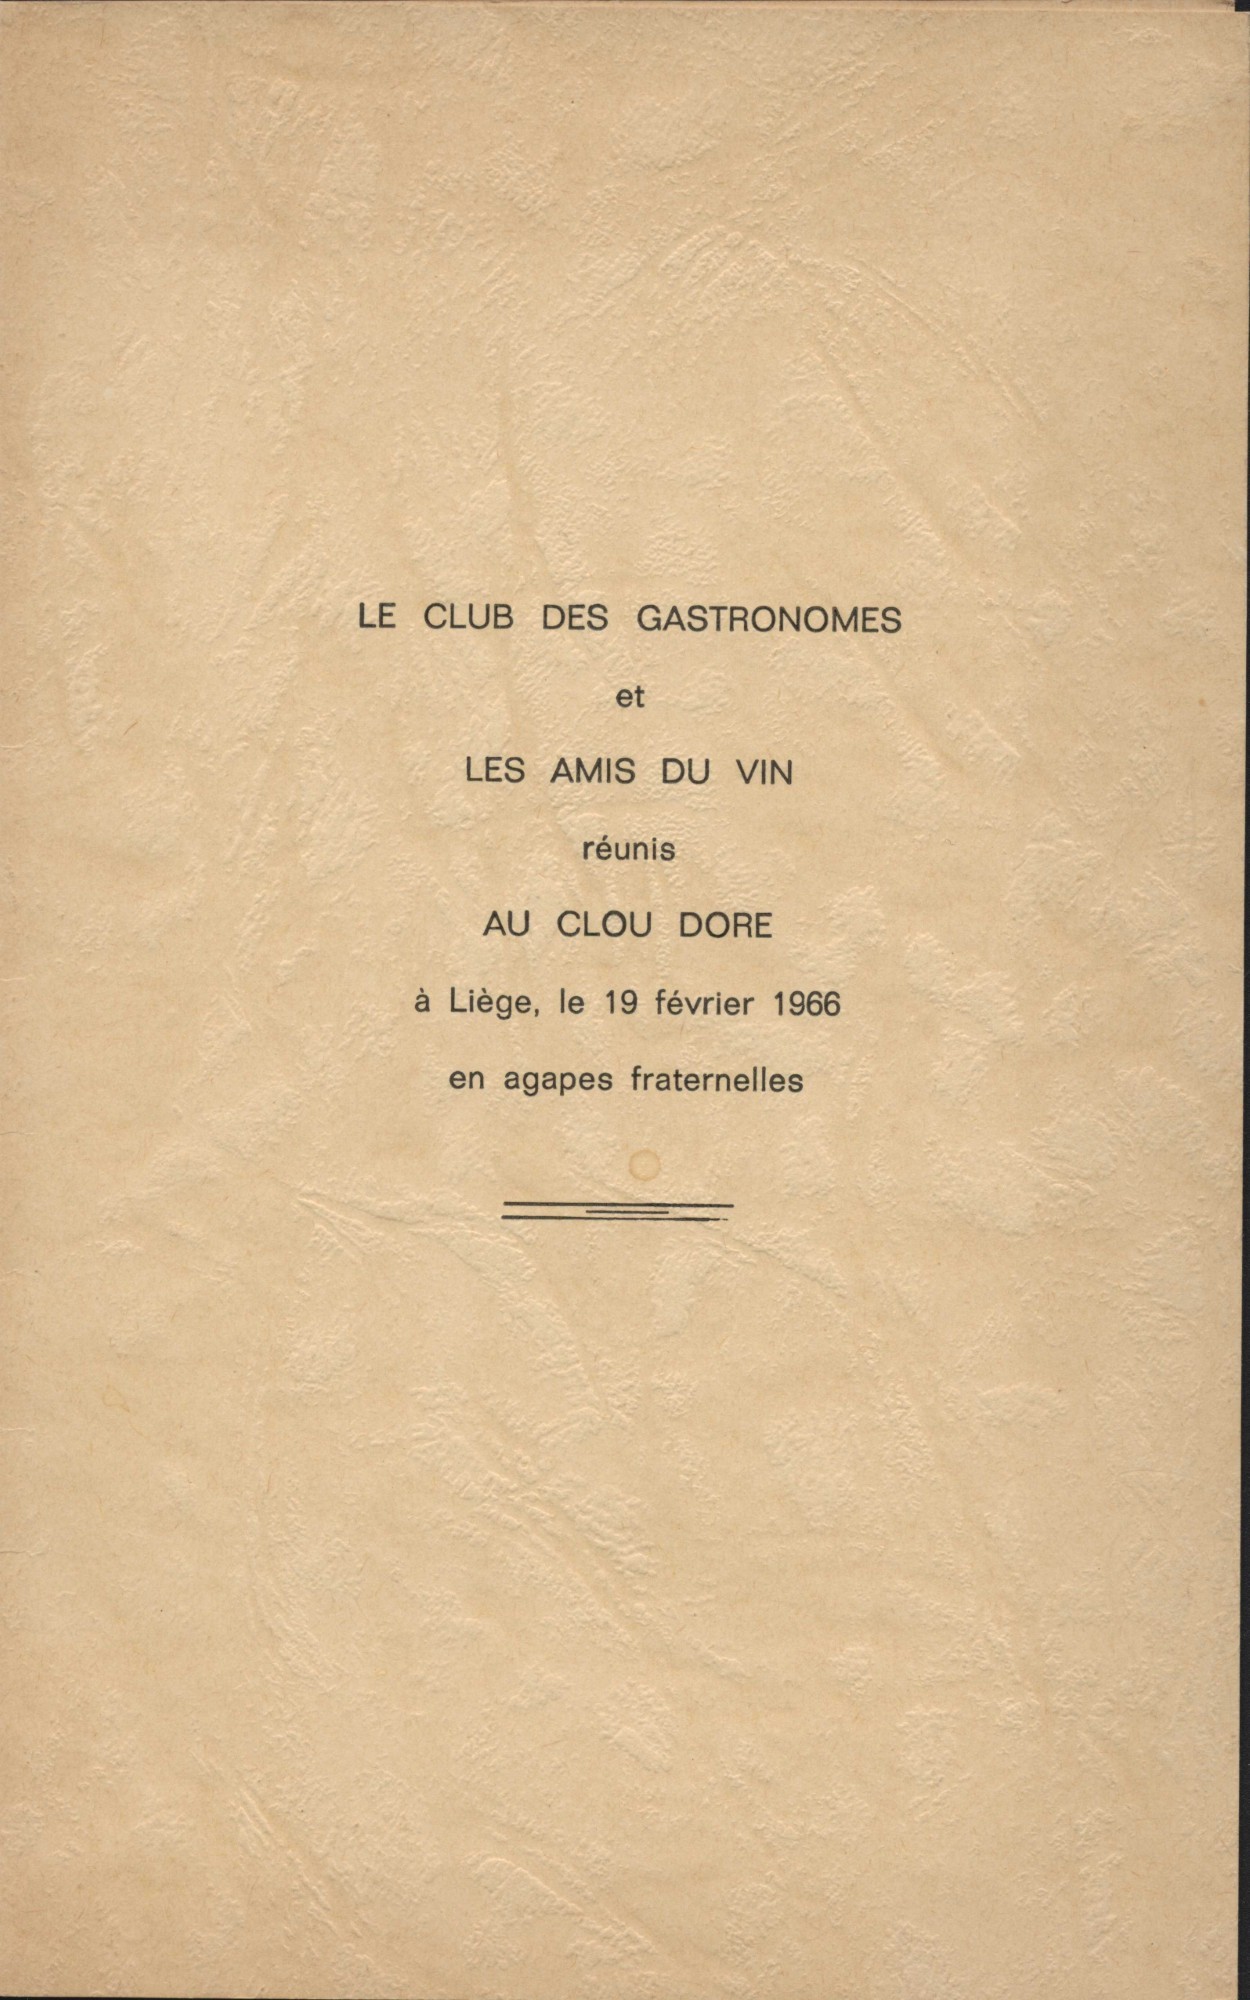 LE CLUB DES GASTRONOMES
et
LES AMIS DU VIN
réunis
AU CLOU DORE
à Liège, le 19 février 1966
en agapes fraternelles